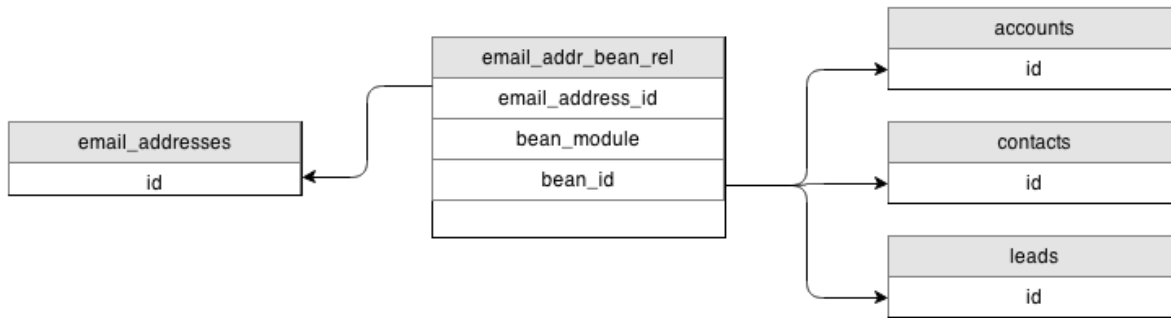 email_addresses
id
email_addr_bean_rel
email_address_id
bean_module
bean_id
accounts
id
contacts
id
leads
id